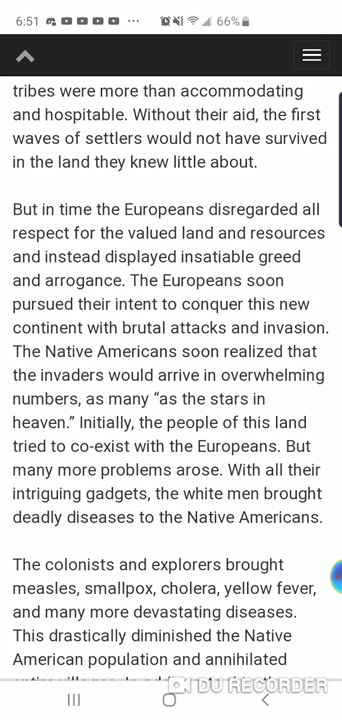 6:51
66%
tribes were more than accommodating
and hospitable. Without their aid, the first
waves of settlers would not have survived
in the land they knew little about.
But in time the Europeans disregarded all
respect for the valued land and resources
and instead displayed insatiable greed
and arrogance. The Europeans soon
pursued their intent to conquer this new
continent with brutal attacks and invasion.
The Native Americans soon realized that
the invaders would arrive in overwhelming
numbers, as many “as the stars in
heaven.” Initially, the people of this land
tried to co-exist with the Europeans. But
many more problems arose. With all their
intriguing gadgets, the white men brought
deadly diseases to the Native Americans.
The colonists and explorers brought
measles, smallpox, cholera, yellow fever,
and many more devastating diseases.
This drastically diminished the Native
American population and annihilated
DU RECORDER